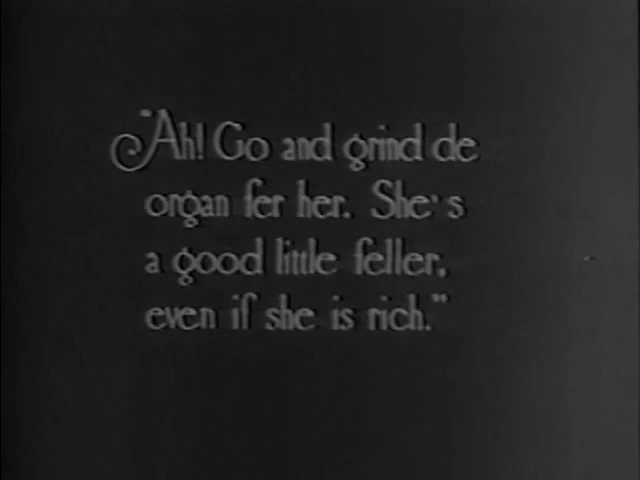 "Ah! Go and grind de
organ fer her. She's
a good little feller,
even if she is rich."